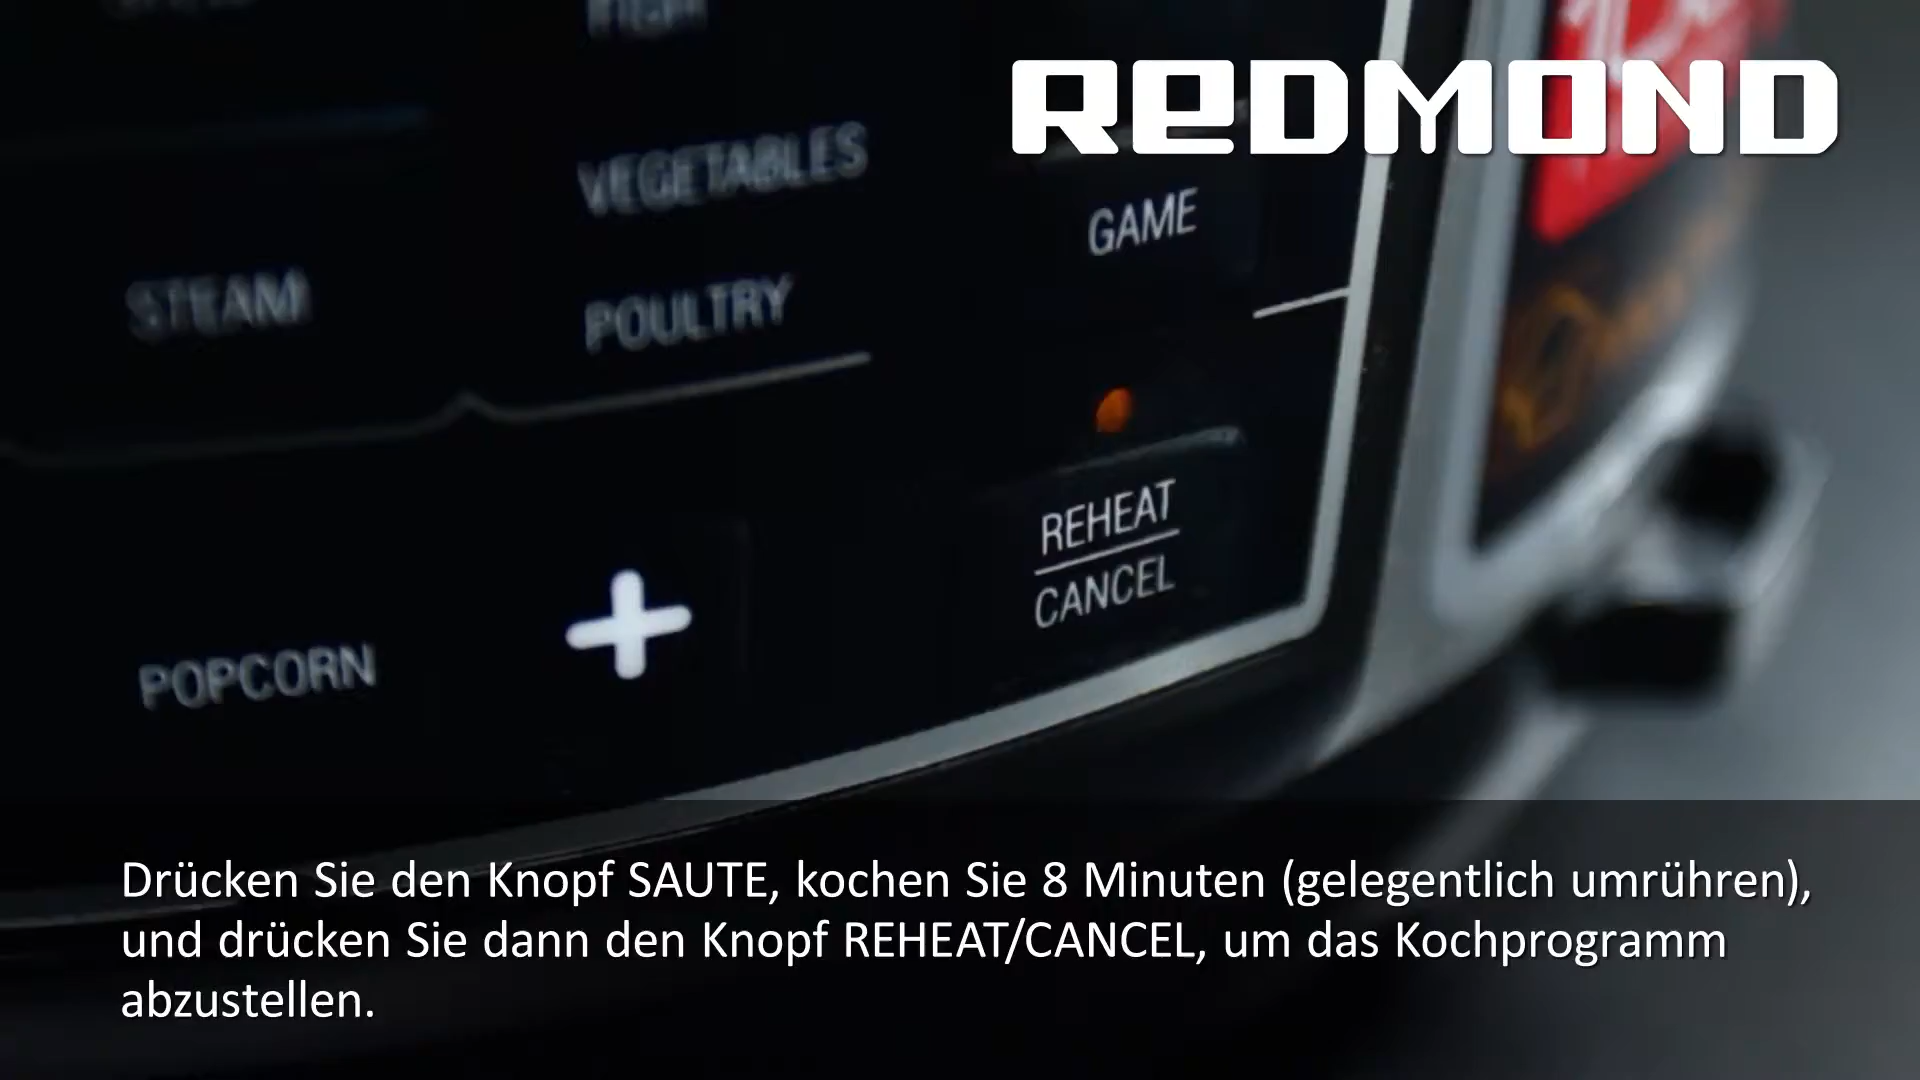 REDMOND
VEGETABLES
GAME
STEAM
POULTRY
REHEAT
CANCEL
POPCORN
Drücken Sie den Knopf SAUTE, kochen Sie 8 Minuten (gelegentlich umrühren),
und drücken Sie dann den Knopf REHEAT/CANCEL, um das Kochprogramm
abzustellen.